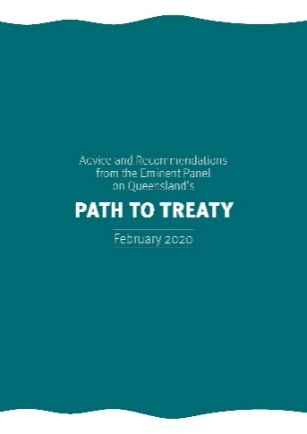 Advice and Recommendations
from the Eminent Panel
on Queensland's
PATH TO TREATY
February 2020